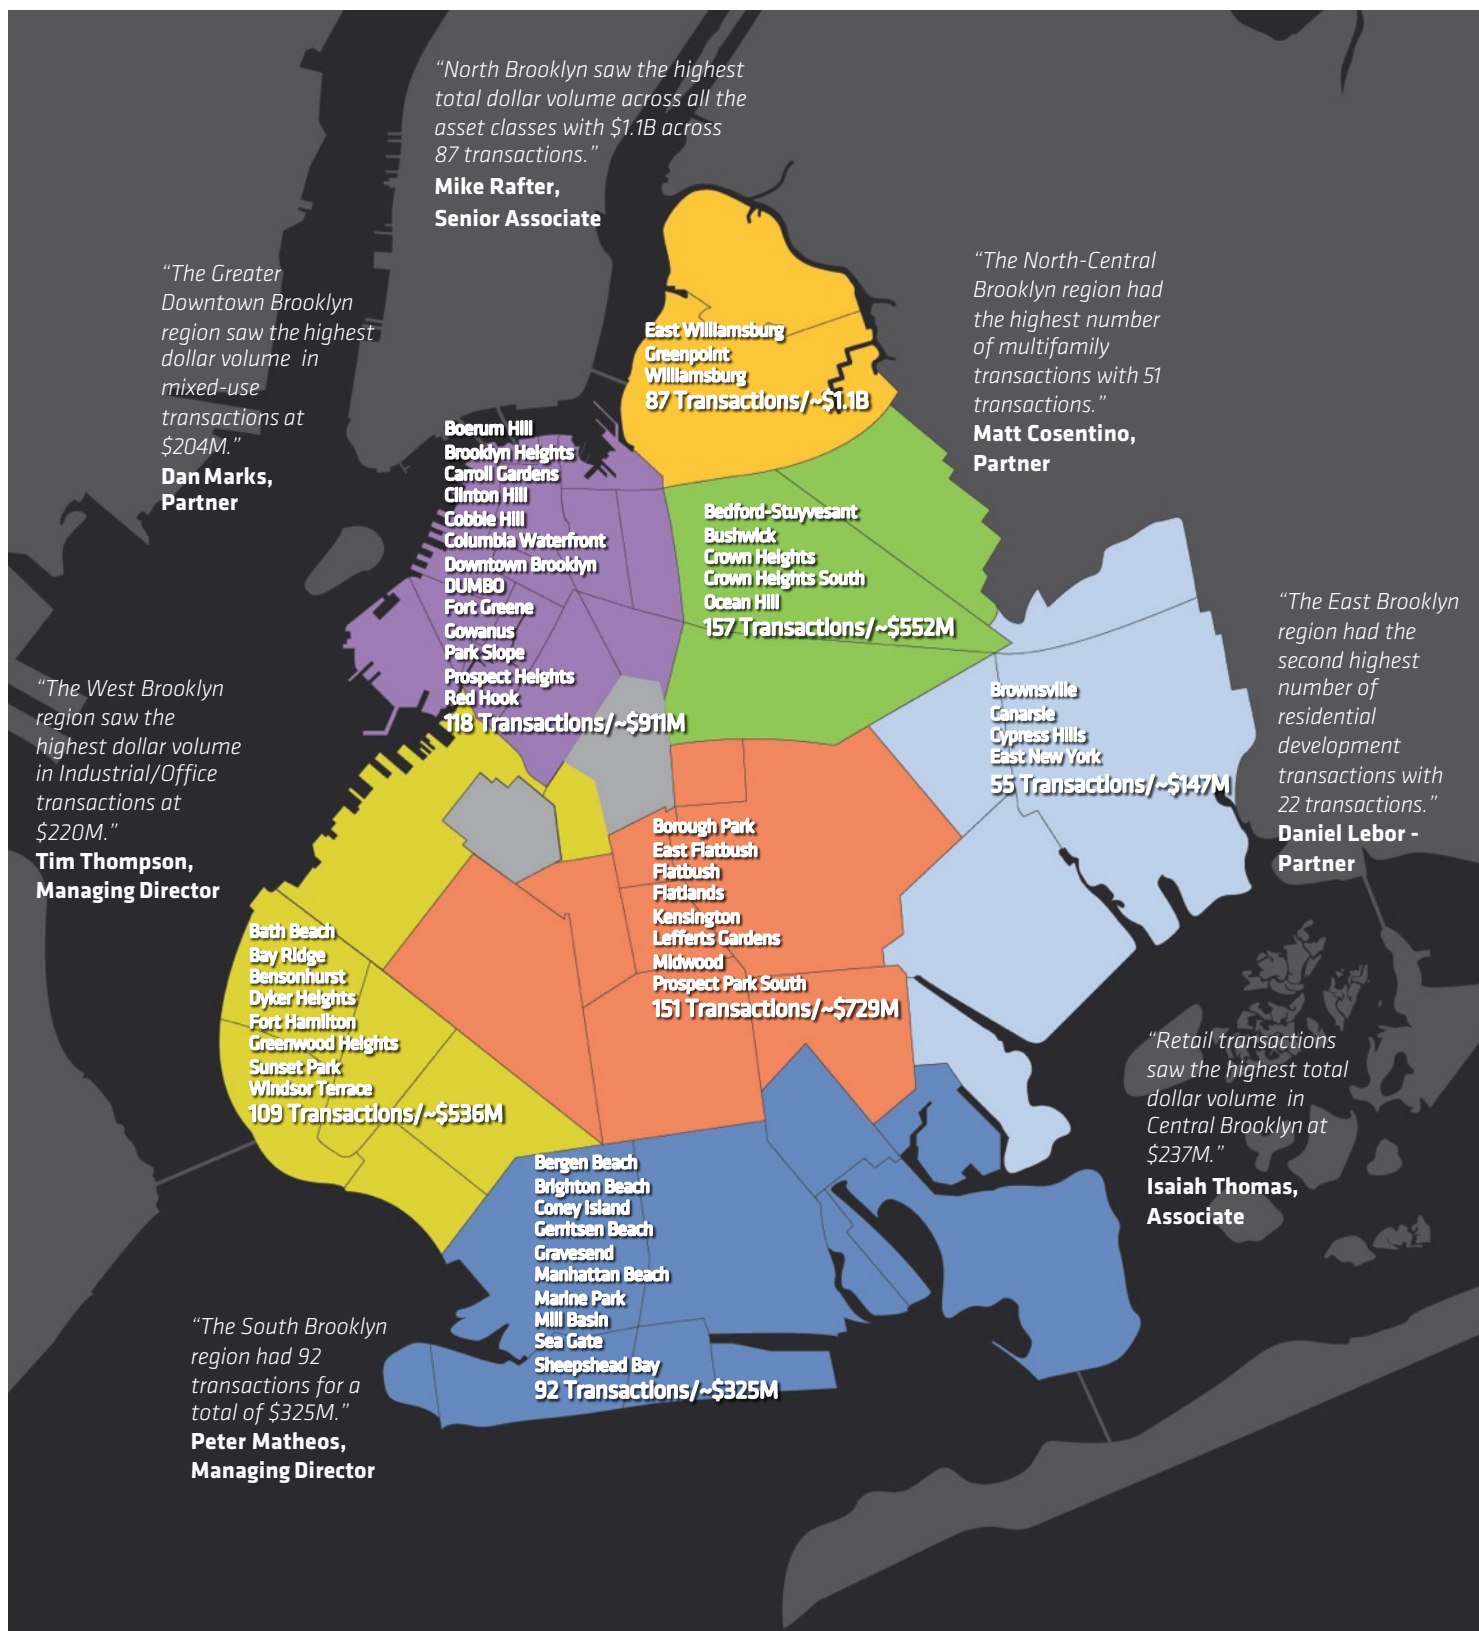 “North Brooklyn saw the highest
total dollar volume across all the
asset classes with $1.1B across
87 transactions.”
Mike Rafter,
Senior Associate
“The Greater
Downtown Brooklyn
region saw the highest
dollar volume in
mixed-use
transactions at
$204M.”
Dan Marks,
Partner
“The North-Central
Brooklyn region had
the highest number
of multifamily
transactions with 51
transactions.”
Matt Cosentino,
Partner
East Williamsburg
Greenpoint
Williamsburg
87 Transactions/~$1.1B
Boerum Hill
Brooklyn Heights
Carroll Gardens
Clinton Hill
Cobble Hill
Columbia Waterfront
Downtown Brooklyn
DUMBO
Fort Greene
Gowanus
Park Slope
Prospect Heights
Red Hook
118 Transactions/~$911M
Bedford-Stuyvesant
Bushwick
Crown Heights
Crown Heights South
Ocean Hill
157 Transactions/~$552M
“The East Brooklyn
region had the
second highest
number of
residential
development
transactions with
22 transactions.”
Daniel Lebor -
Partner
“The West Brooklyn
region saw the
highest dollar volume
in Industrial/Office
transactions at
$220M.”
Tim Thompson,
Managing Director
Brownsville
Canarsie
Cypress Hills
East New York
55 Transactions/~$147M
Borough Park
East Flatbush
Flatbush
Flatlands
Kensington
Lefferts Gardens
Midwood
Prospect Park South
151 Transactions/~$729M
Bath Beach
Bay Ridge
Bensonhurst
Dyker Heights
Fort Hamilton
Greenwood Heights
Sunset Park
Windsor Terrace
109 Transactions/~$536M
“Retail transactions
saw the highest total
dollar volume in
Central Brooklyn at
$237M.”
Isaiah Thomas,
Associate
Bergen Beach
Brighton Beach
Coney Island
Gerritsen Beach
Gravesend
Manhattan Beach
Marine Park
Mill Basin
Sea Gate
Sheepshead Bay
92 Transactions/~$325M
“The South Brooklyn
region had 92
transactions for a
total of $325M.”
Peter Matheos,
Managing Director